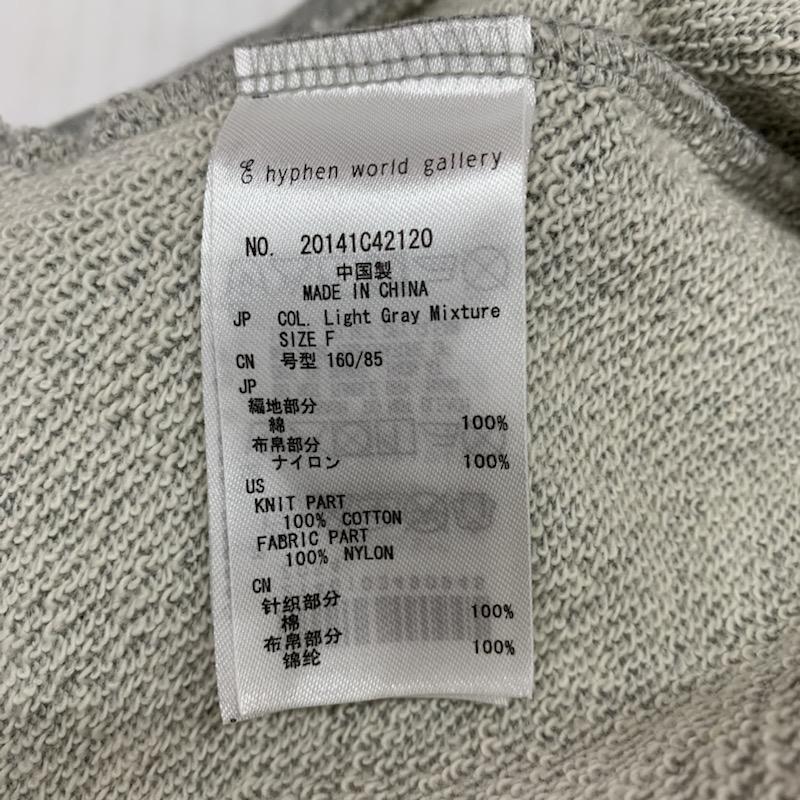 E hyphen world gallery
NO. 20141C42120
中国製
MADE IN CHINA
JP COL. Light Gray Mixture
SIZE F
CN 号型 160/85
JP
編地部分
綿 100%
布帛部分
ナイロン 100%
US
KNIT PART
100% COTTON
FABRIC PART
100% NYLON
CN
针织部分
棉 100%
布帛部分
锦纶 100%